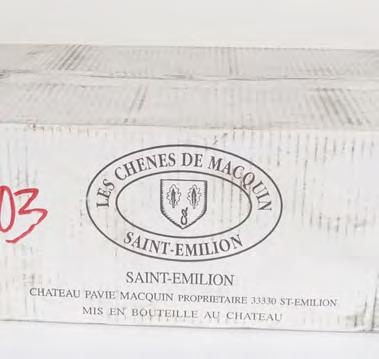 LES CHENES DE MACQUIN
SAINT-EMILION
03
SAINT-EMILION
CHATEAU PAVIE MACQUIN PROPRIETAIRE 33330 ST-EMILION
MIS EN BOUTEILLE AU CHATEAU